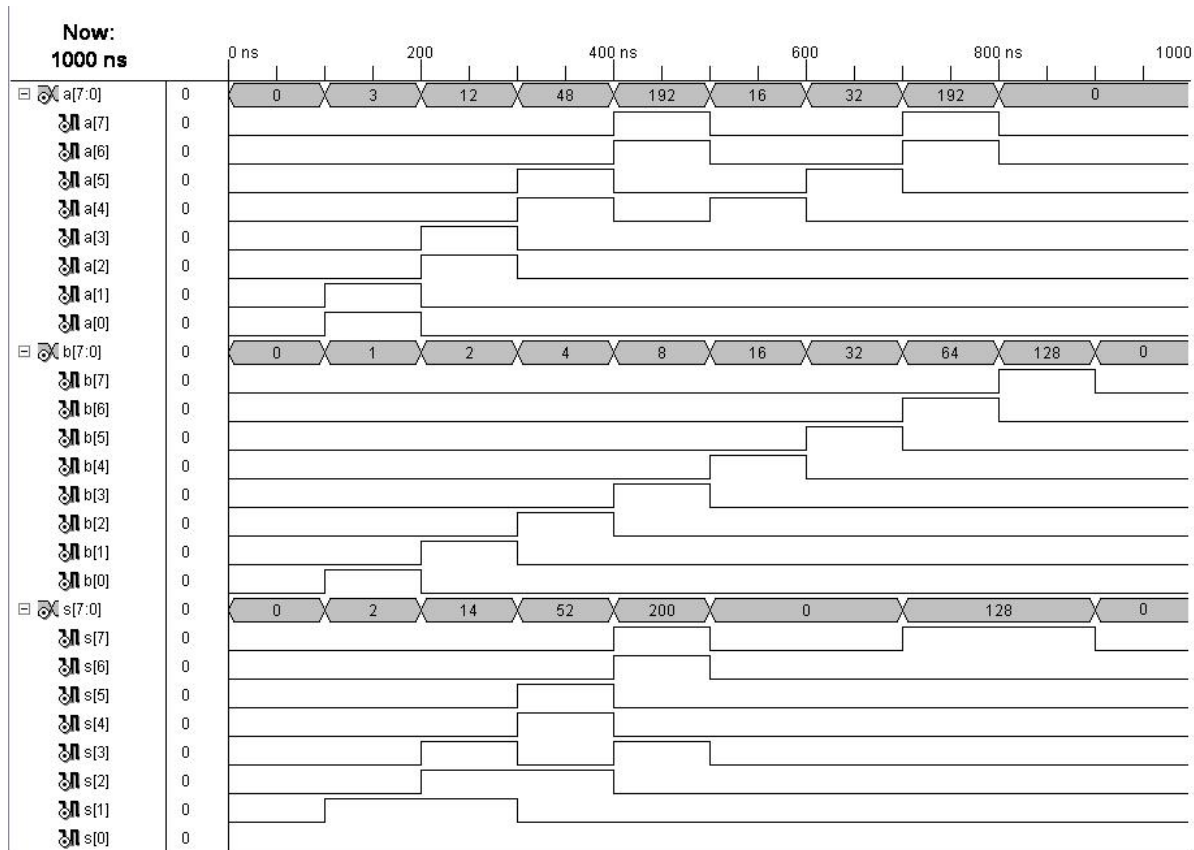 Now:
1000 ns
0 ns 200 400 ns 600 800 ns 1000
a[7:0] 0 0 3 12 48 192 16 32 192 0
a[7] 0
a[6] 0
a[5] 0
a[4] 0
a[3] 0
a[2] 0
a[1] 0
a[0] 0
b[7:0] 0 0 1 2 4 8 16 32 64 128 0
b[7] 0
b[6] 0
b[5] 0
b[4] 0
b[3] 0
b[2] 0
b[1] 0
b[0] 0
s[7:0] 0 0 2 14 52 200 0 128 0
s[7] 0
s[6] 0
s[5] 0
s[4] 0
s[3] 0
s[2] 0
s[1] 0
s[0] 0